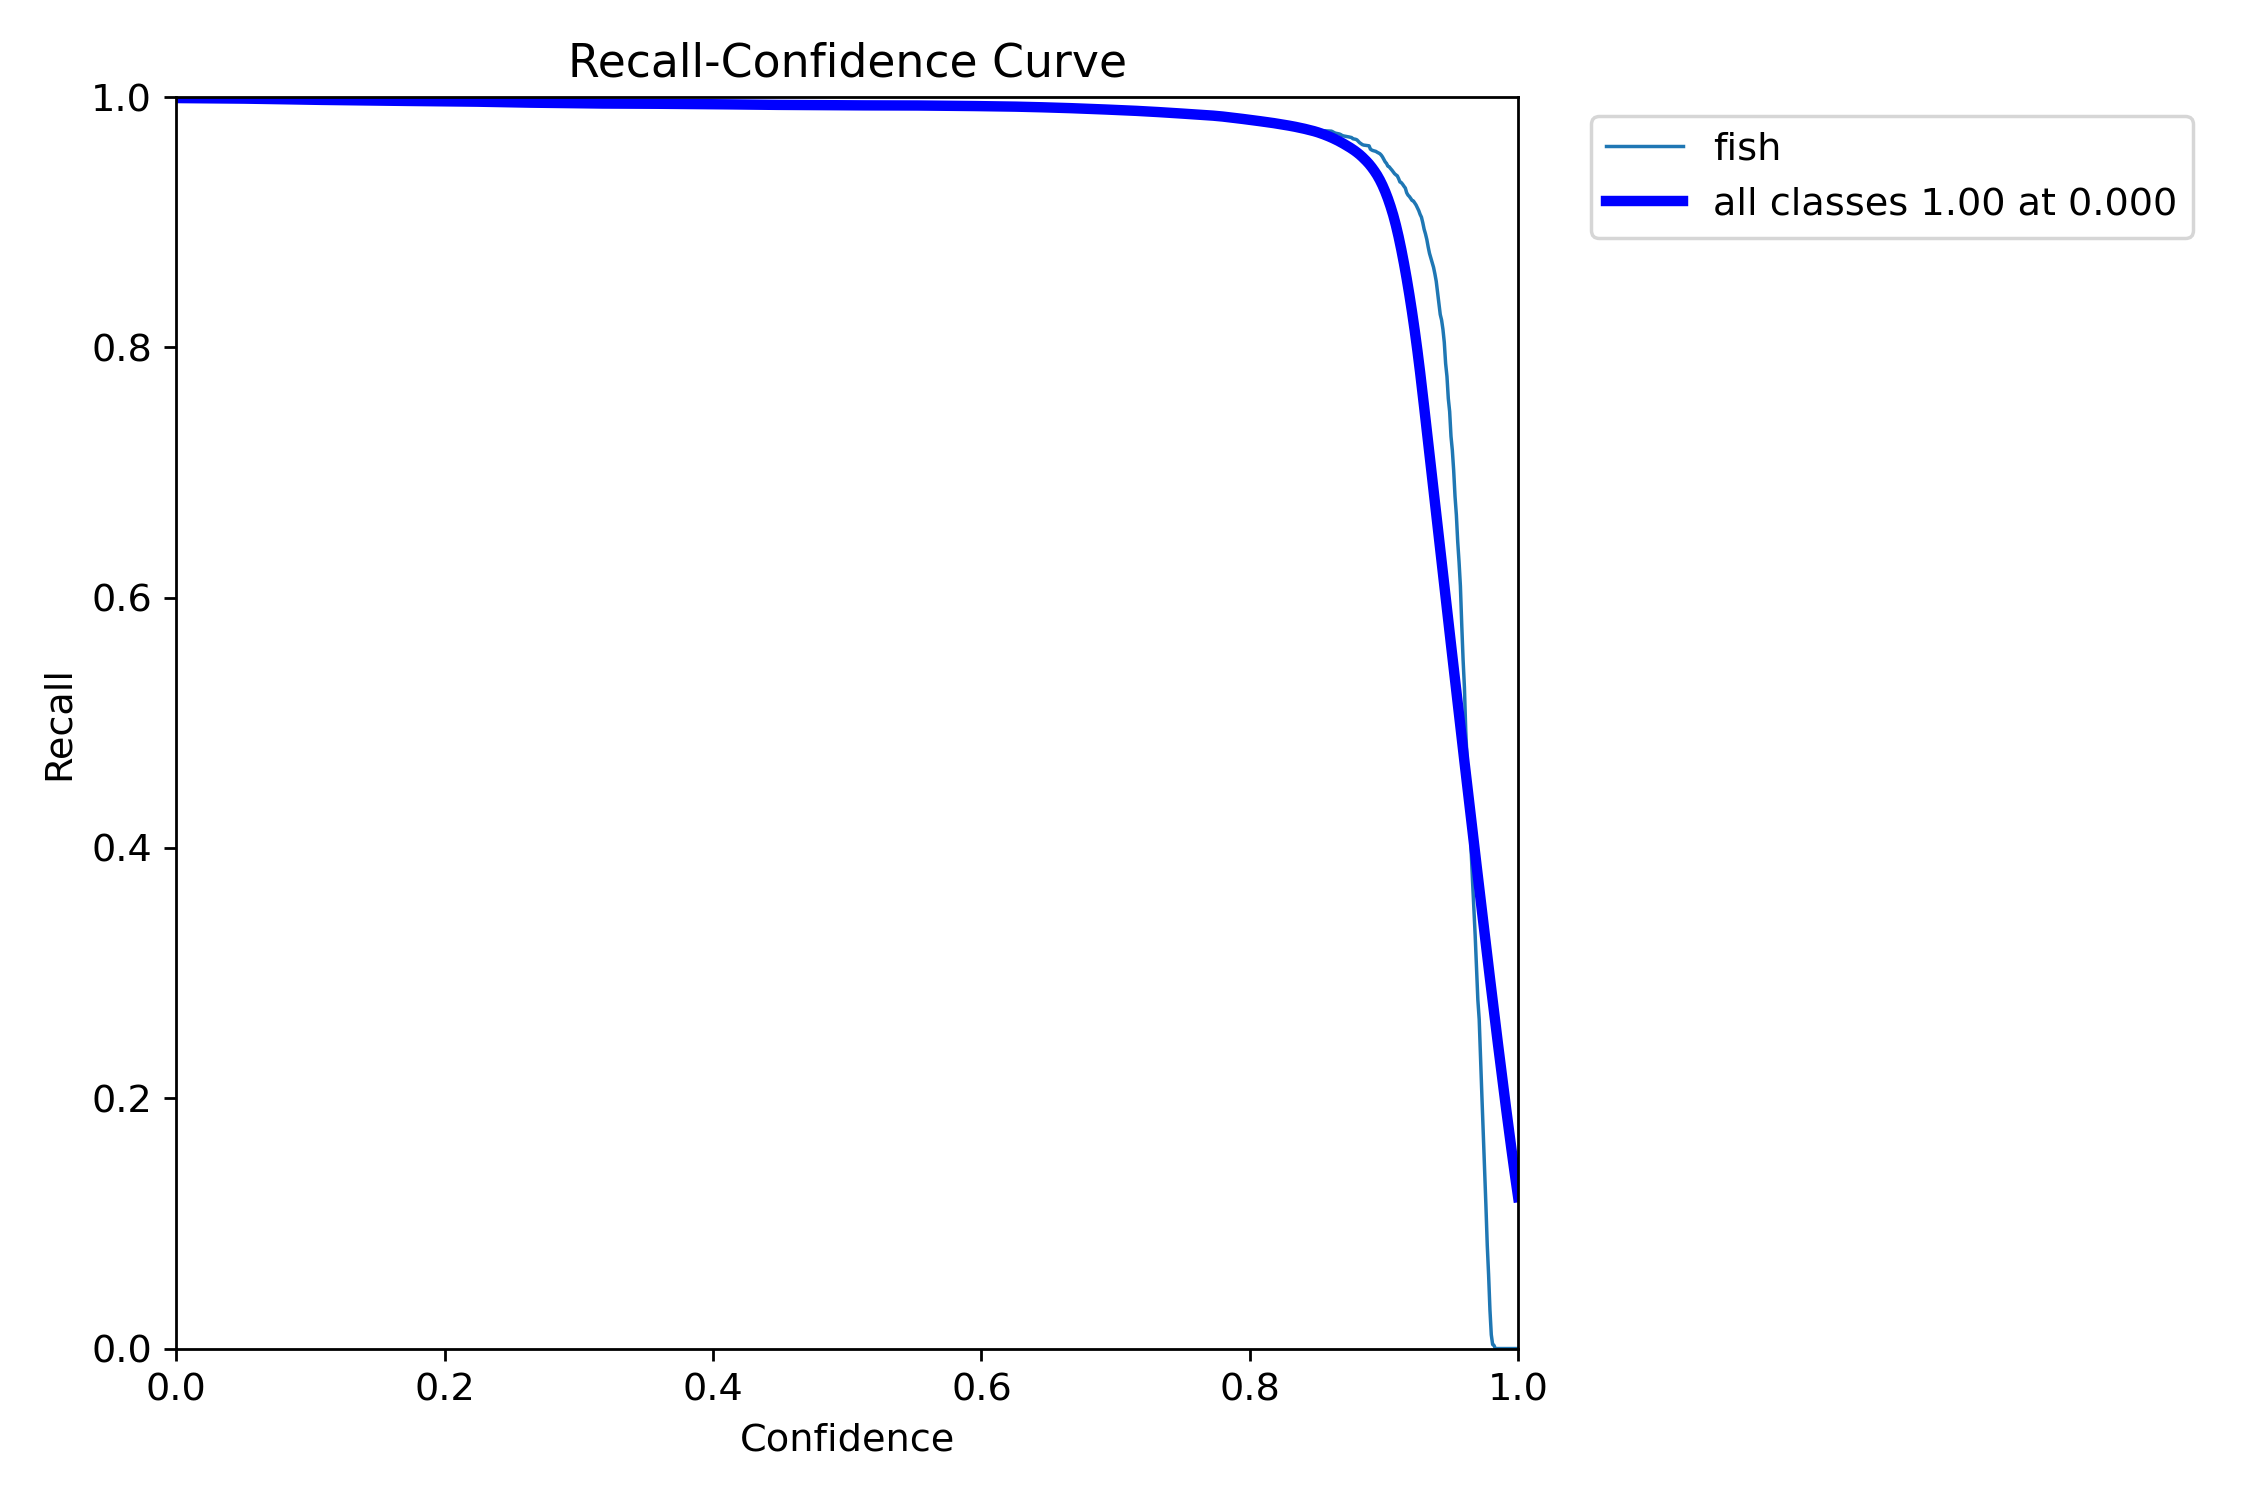 Recall-Confidence Curve
1.0
0.8
0.6
0.4
0.2
0.0
Recall
0.0 0.2 0.4 0.6 0.8 1.0
Confidence
fish
all classes 1.00 at 0.000